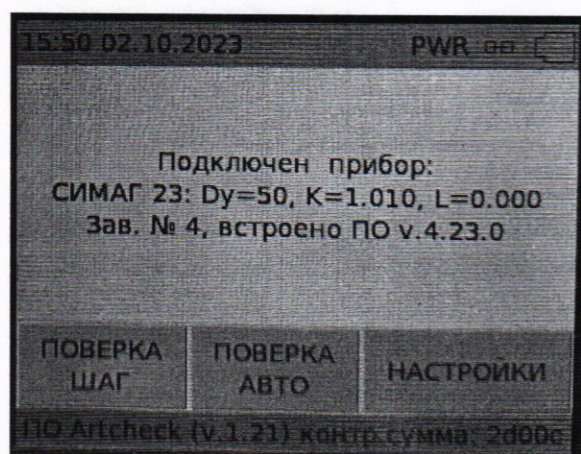 15:50 02.10.2023 PWR
Подключен прибор:
СИМАГ 23: Dy=50, K=1.010, L=0.000
Зав. № 4, встроено ПО v.4.23.0
ПОВЕРКА ШАГ
ПОВЕРКА АВТО
НАСТРОЙКИ
ПО Artcheck (v.1.21) контр.сумма: 2d00c